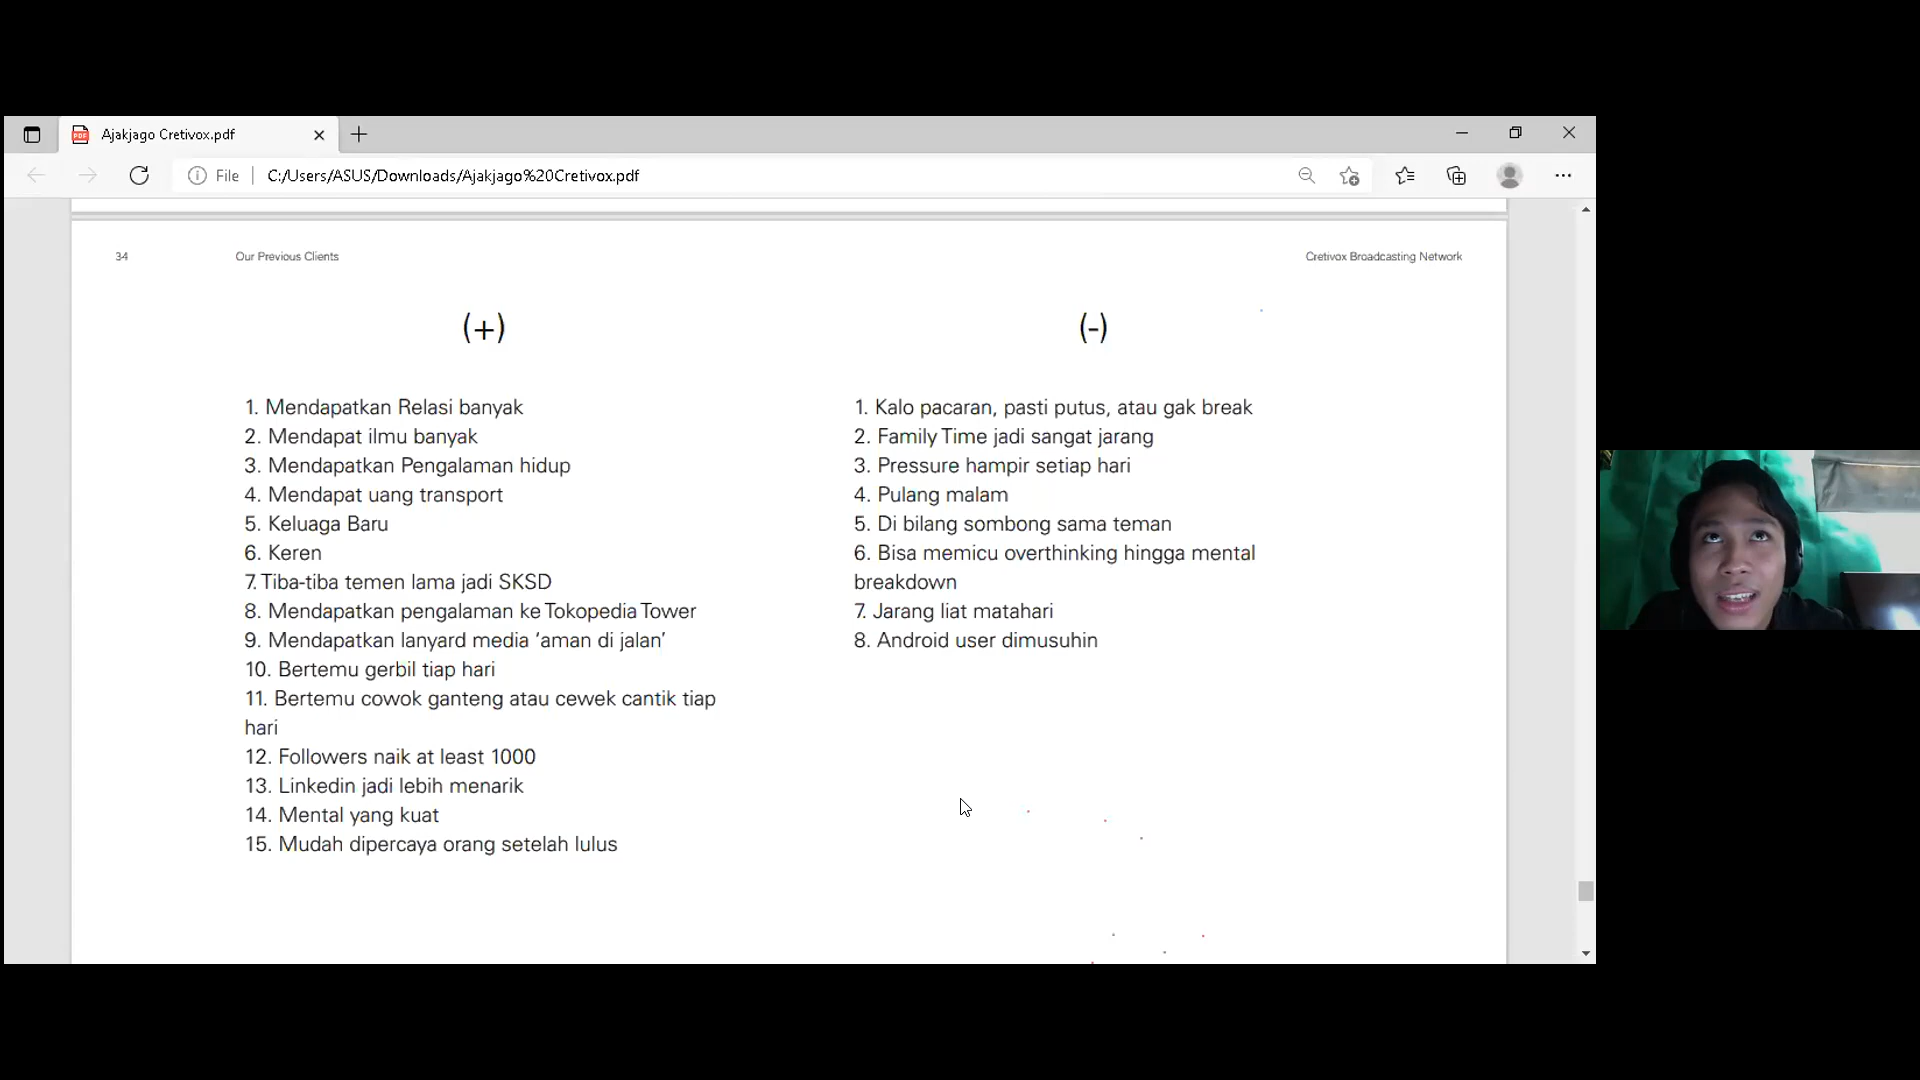 Ajakjago Cretivox.pdf
File
C:/Users/ASUS/Downloads/Ajakjago%20Cretivox.pdf
34
Our Previous Clients
Cretivox Broadcasting Network
(+)
1. Mendapatkan Relasi banyak
2. Mendapat ilmu banyak
3. Mendapatkan Pengalaman hidup
4. Mendapat uang transport
5. Keluaga Baru
6. Keren
7. Tiba-tiba temen lama jadi SKSD
8. Mendapatkan pengalaman ke Tokopedia Tower
9. Mendapatkan lanyard media ‘aman di jalan’
10. Bertemu gerbil tiap hari
11. Bertemu cowok ganteng atau cewek cantik tiap
hari
12. Followers naik at least 1000
13. Linkedin jadi lebih menarik
14. Mental yang kuat
15. Mudah dipercaya orang setelah lulus
(-)
1. Kalo pacaran, pasti putus, atau gak break
2. Family Time jadi sangat jarang
3. Pressure hampir setiap hari
4. Pulang malam
5. Di bilang sombong sama teman
6. Bisa memicu overthinking hingga mental
breakdown
7. Jarang liat matahari
8. Android user dimusuhin